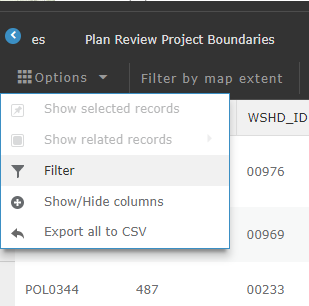 es Plan Review Project Boundaries
Options Filter by map extent
Show selected records
WSHD_ID
Show related records
Filter 00976
Show/Hide columns
Export all to CSV 00969
POL0344 487 00233